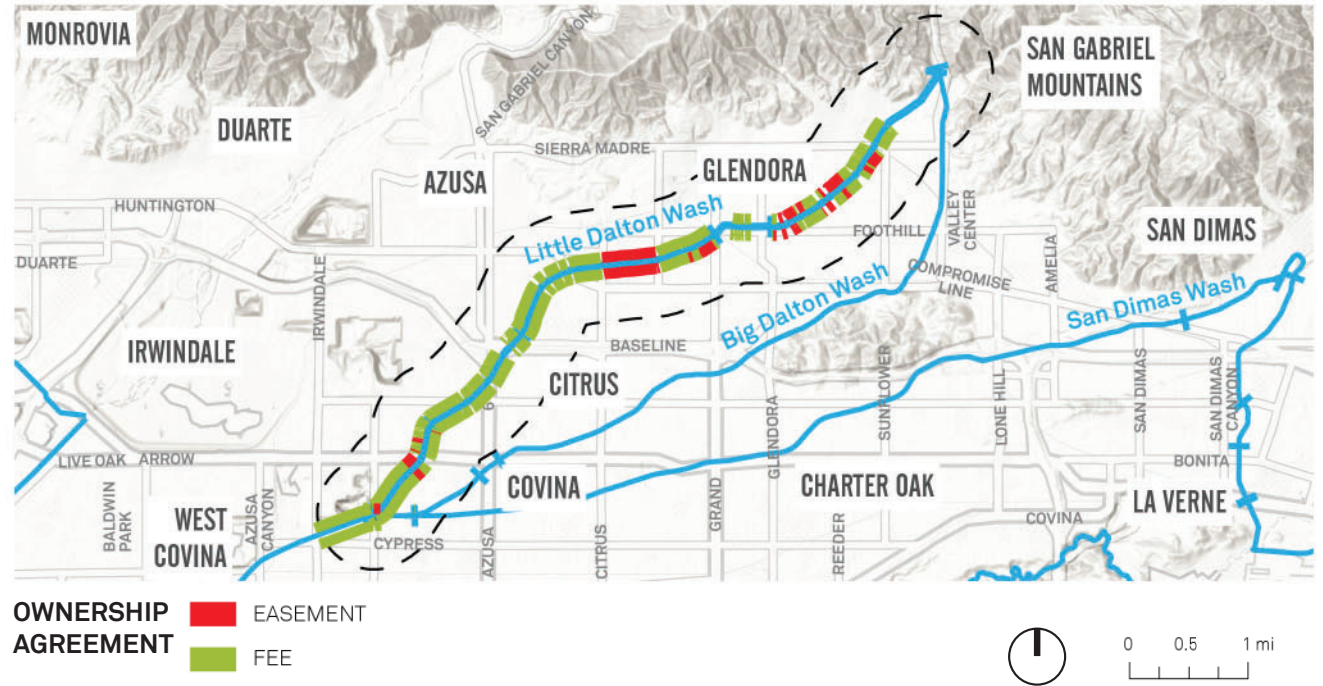 MONROVIA
SAN GABRIEL
MOUNTAINS
SAN GABRIEL CANYON
DUARTE
SIERRA MADRE
GLENDORA
AZUSA
HUNTINGTON
Little Dalton Wash
FOOTHILL
VALLEY
CENTER
SAN DIMAS
DUARTE
IRWINDALE
COMPROMISE
LINE
AMELIA
Big Dalton Wash
San Dimas Wash
IRWINDALE
BASELINE
CITRUS
SUNFLOWER
LONE HILL
SAN DIMAS
SAN DIMAS
CANYON
GLENDORA
LIVE OAK
ARROW
BONITA
COVINA
CHARTER OAK
LA VERNE
BALDWIN
PARK
WEST
COVINA
AZUSA
CANYON
CYPRESS
AZUSA
CITRUS
GRAND
REEDER
COVINA
OWNERSHIP
AGREEMENT
EASEMENT
FEE
0 0.5 1 mi